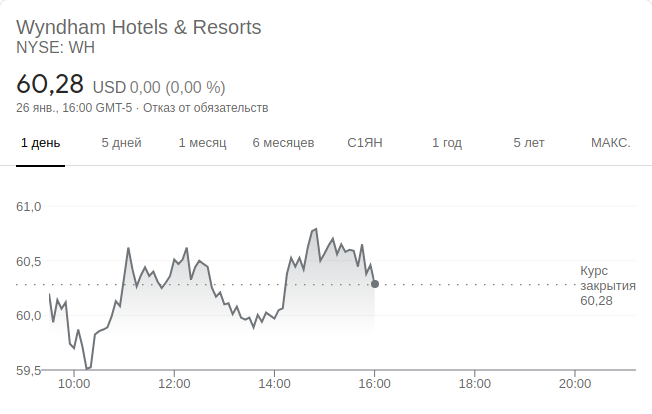 Wyndham Hotels & Resorts
NYSE: WH
60,28 USD 0,00 (0,00 %)
26 янв., 16:00 GMT-5 · Отказ от обязательств
1 день 5 дней 1 месяц 6 месяцев С1ЯН 1 год 5 лет МАКС.
61,0
60,5
Курс
закрытия
60,28
60,0
59,5
10:00 12:00 14:00 16:00 18:00 20:00